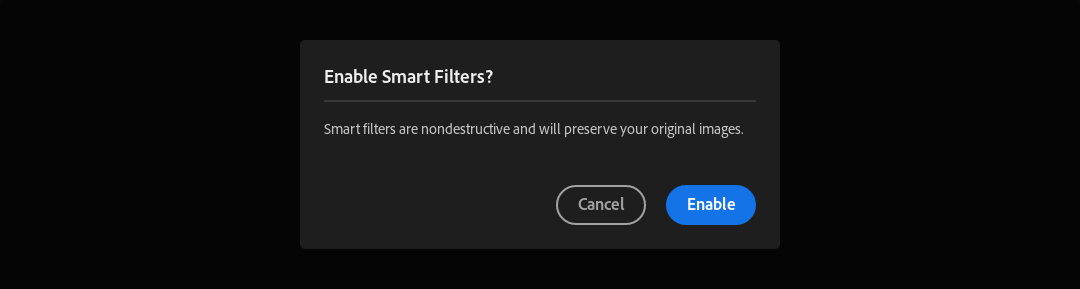 Enable Smart Filters?
Smart filters are nondestructive and will preserve your original images.
Cancel
Enable